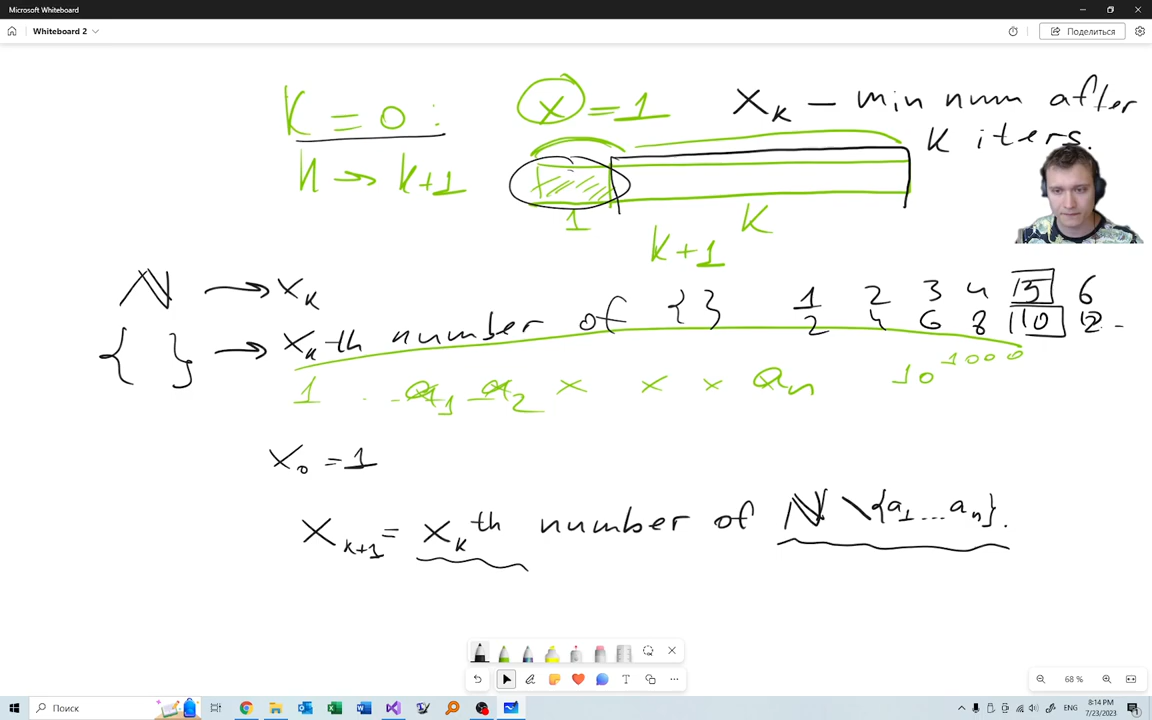 Microsoft Whiteboard
Whiteboard 2
Поделиться
K = 0 :
x = 1
X_K — min num after
K iters.
K → K+1
1
K
K+1
ℕ → X_K
1 2 3 4 5 6
{ } → X_K th number of { }
2 4 6 8 10 12 -
1 . . a_1 a_2 x x x a_n
10^1000
X_0 = 1
X_{K+1} = X_K th number of ℕ \ {a_1 ... a_n}.
68 %
Поиск
ENG
8:14 PM
7/23/2023